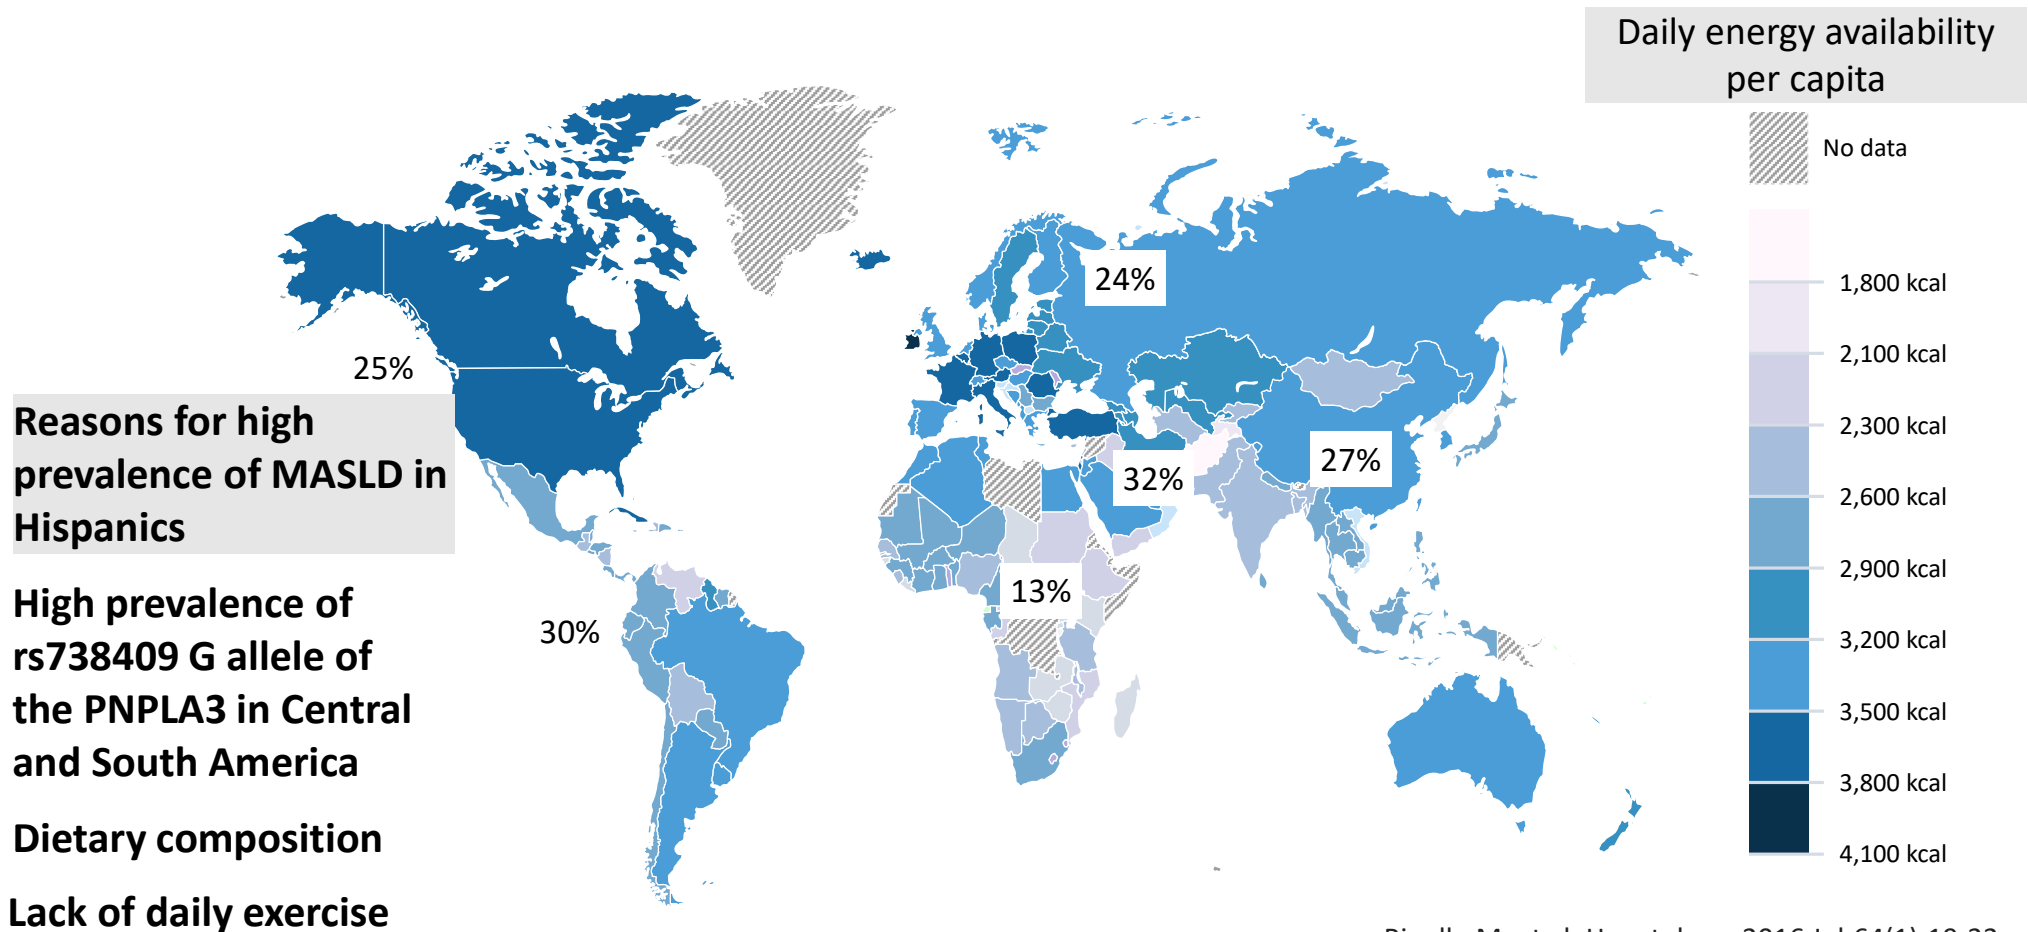 Daily energy availability
per capita
No data
1,800 kcal
2,100 kcal
2,300 kcal
2,600 kcal
2,900 kcal
3,200 kcal
3,500 kcal
3,800 kcal
4,100 kcal
24%
25%
32%
27%
13%
30%
Reasons for high
prevalence of MASLD in
Hispanics
High prevalence of
rs738409 G allele of
the PNPLA3 in Central
and South America
Dietary composition
Lack of daily exercise